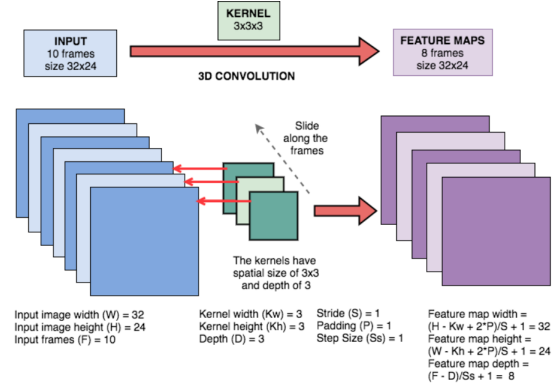 KERNEL
3x3x3
INPUT
10 frames
size 32x24
FEATURE MAPS
8 frames
size 32x24
3D CONVOLUTION
Slide
along the
frames
The kernels have
spatial size of 3x3
and depth of 3
Input image width (W) = 32
Input image height (H) = 24
Input frames (F) = 10
Kernel width (Kw) = 3
Kernel height (Kh) = 3
Depth (D) = 3
Stride (S) = 1
Padding (P) = 1
Step Size (Ss) = 1
Feature map width =
(H - Kw + 2*P)/S + 1 = 32
Feature map height =
(W - Kh + 2*P)/S + 1 = 24
Feature map depth =
(F - D)/Ss + 1 = 8